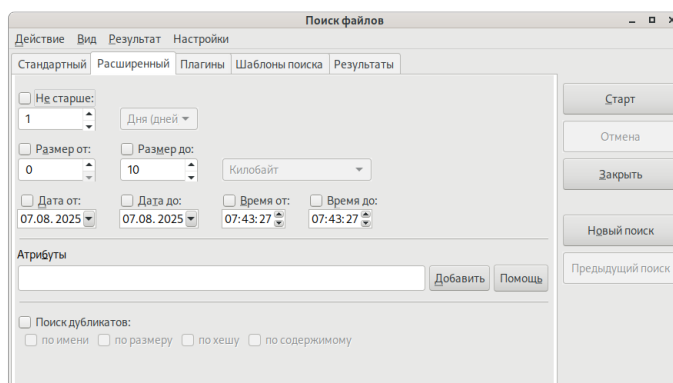 Поиск файлов
Действие Вид Результат Настройки
Стандартный Расширенный Плагины Шаблоны поиска Результаты
Не старше:
1 Дня (дней
Размер от: Размер до:
0 10 Килобайт
Дата от: Дата до: Время от: Время до:
07.08.2025 07.08.2025 07:43:27 07:43:27
Атрибуты
Добавить Помощь
Поиск дубликатов:
по имени по размеру по хешу по содержимому
Старт
Отмена
Закрыть
Новый поиск
Предыдущий поиск